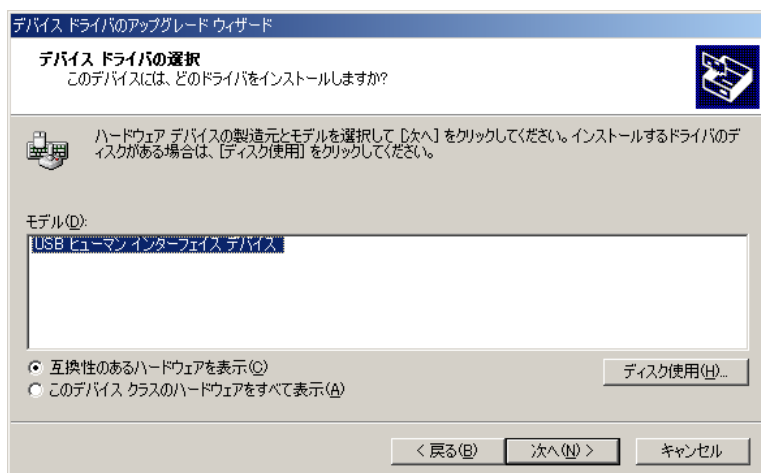 デバイス ドライバのアップグレード ウィザード
デバイス ドライバの選択
このデバイスには、どのドライバをインストールしますか?
ハードウェア デバイスの製造元とモデルを選択して [次へ] をクリックしてください。インストールするドライバのデ
ィスクがある場合は、[ディスク使用] をクリックしてください。
モデル(D):
USB ヒューマン インターフェイス デバイス
互換性のあるハードウェアを表示(C)
ディスク使用(H)...
このデバイス クラスのハードウェアをすべて表示(A)
< 戻る(B)
次へ(N) >
キャンセル